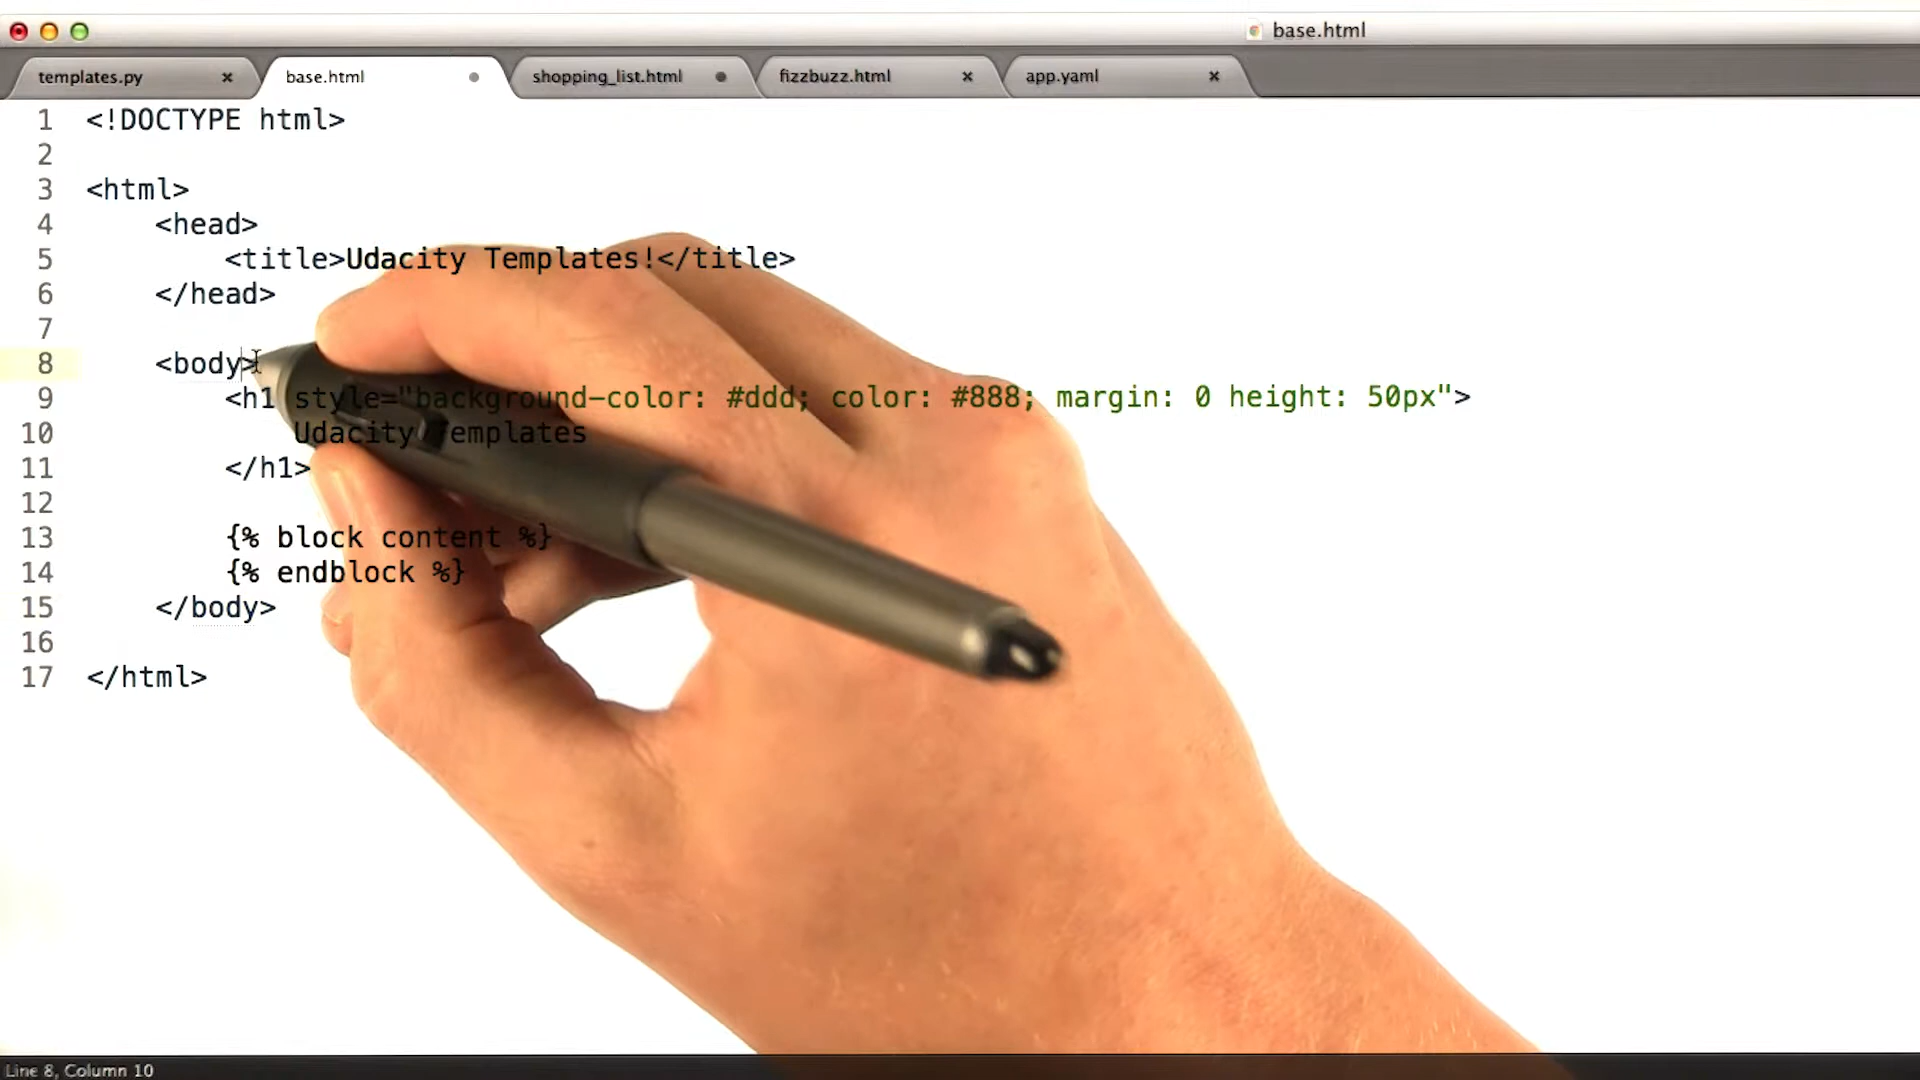 base.html
templates.py
base.html
shopping_list.html
fizzbuzz.html
app.yaml
1 <!DOCTYPE html>
2
3 <html>
4 <head>
5 <title>Udacity Templates!</title>
6 </head>
7
8 <body>
9 <h1 style="background-color: #ddd; color: #888; margin: 0 height: 50px">
10 Udacity Templates
11 </h1>
12
13 {% block content %}
14 {% endblock %}
15 </body>
16
17 </html>
Line 8, Column 10